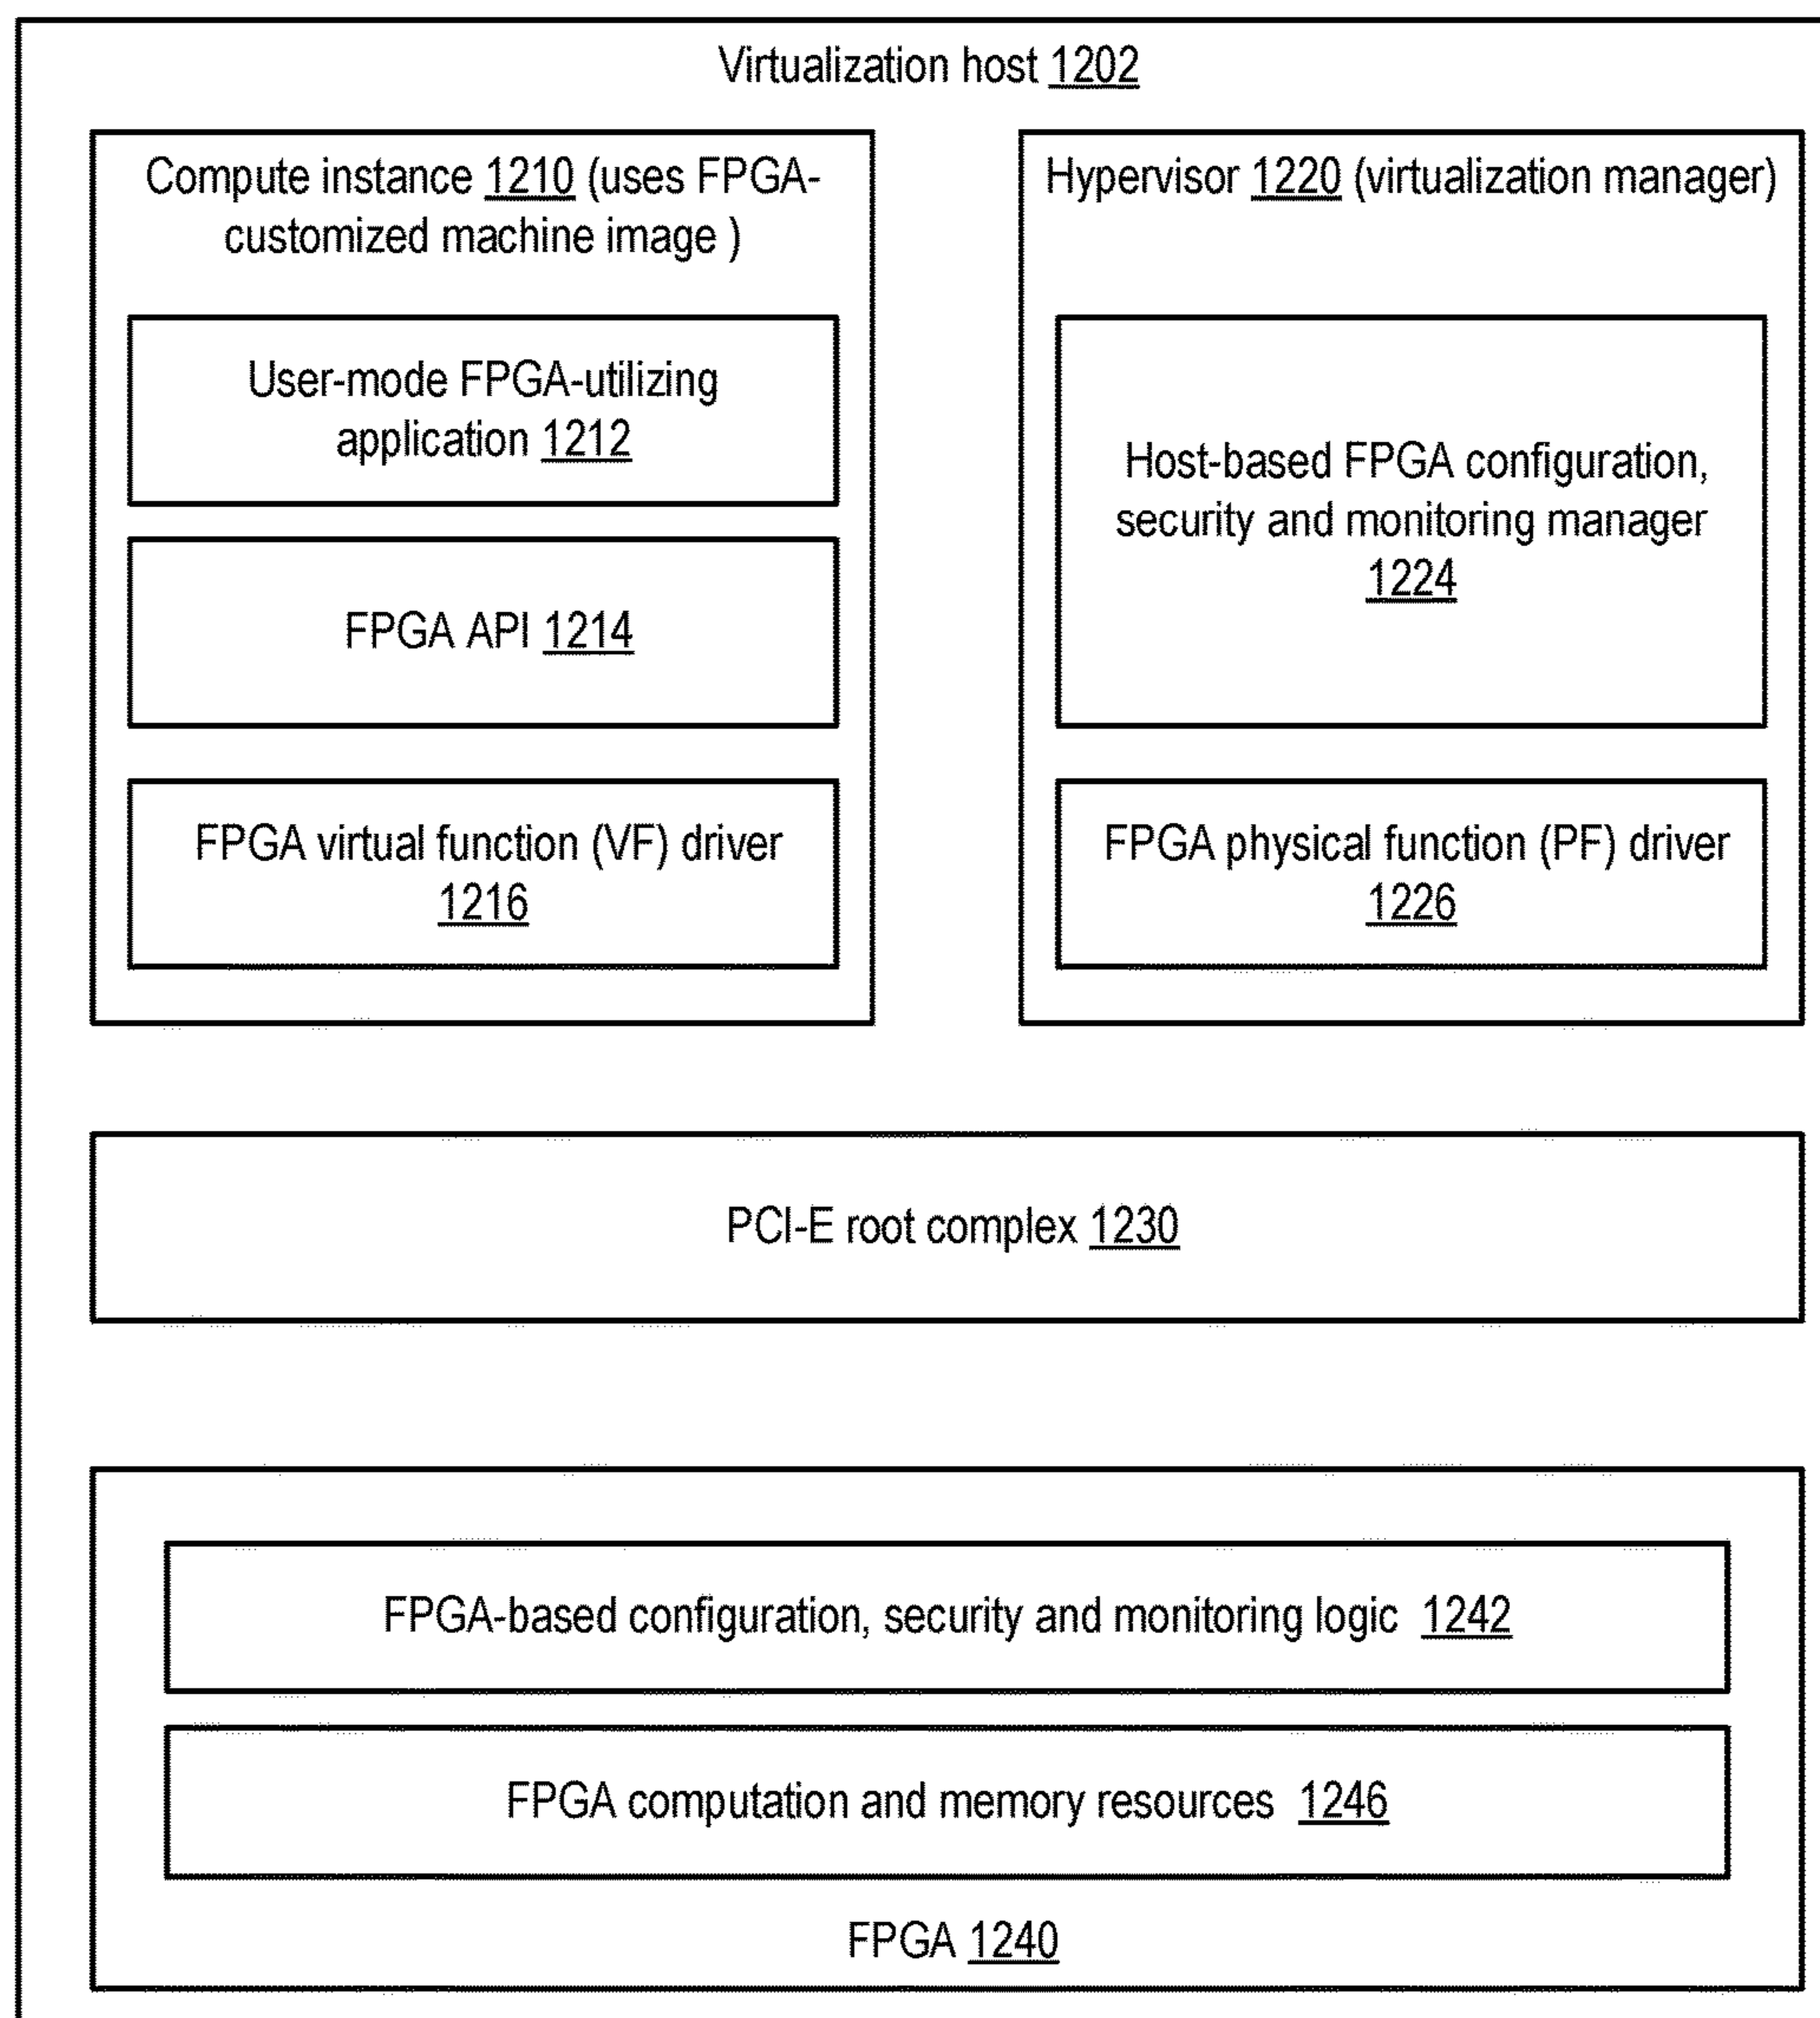 Virtualization host 1202
Compute instance 1210 (uses FPGA-
customized machine image )
User-mode FPGA-utilizing
application 1212
FPGA API 1214
FPGA virtual function (VF) driver
1216
Hypervisor 1220 (virtualization manager)
Host-based FPGA configuration,
security and monitoring manager
1224
FPGA physical function (PF) driver
1226
PCI-E root complex 1230
FPGA-based configuration, security and monitoring logic 1242
FPGA computation and memory resources 1246
FPGA 1240